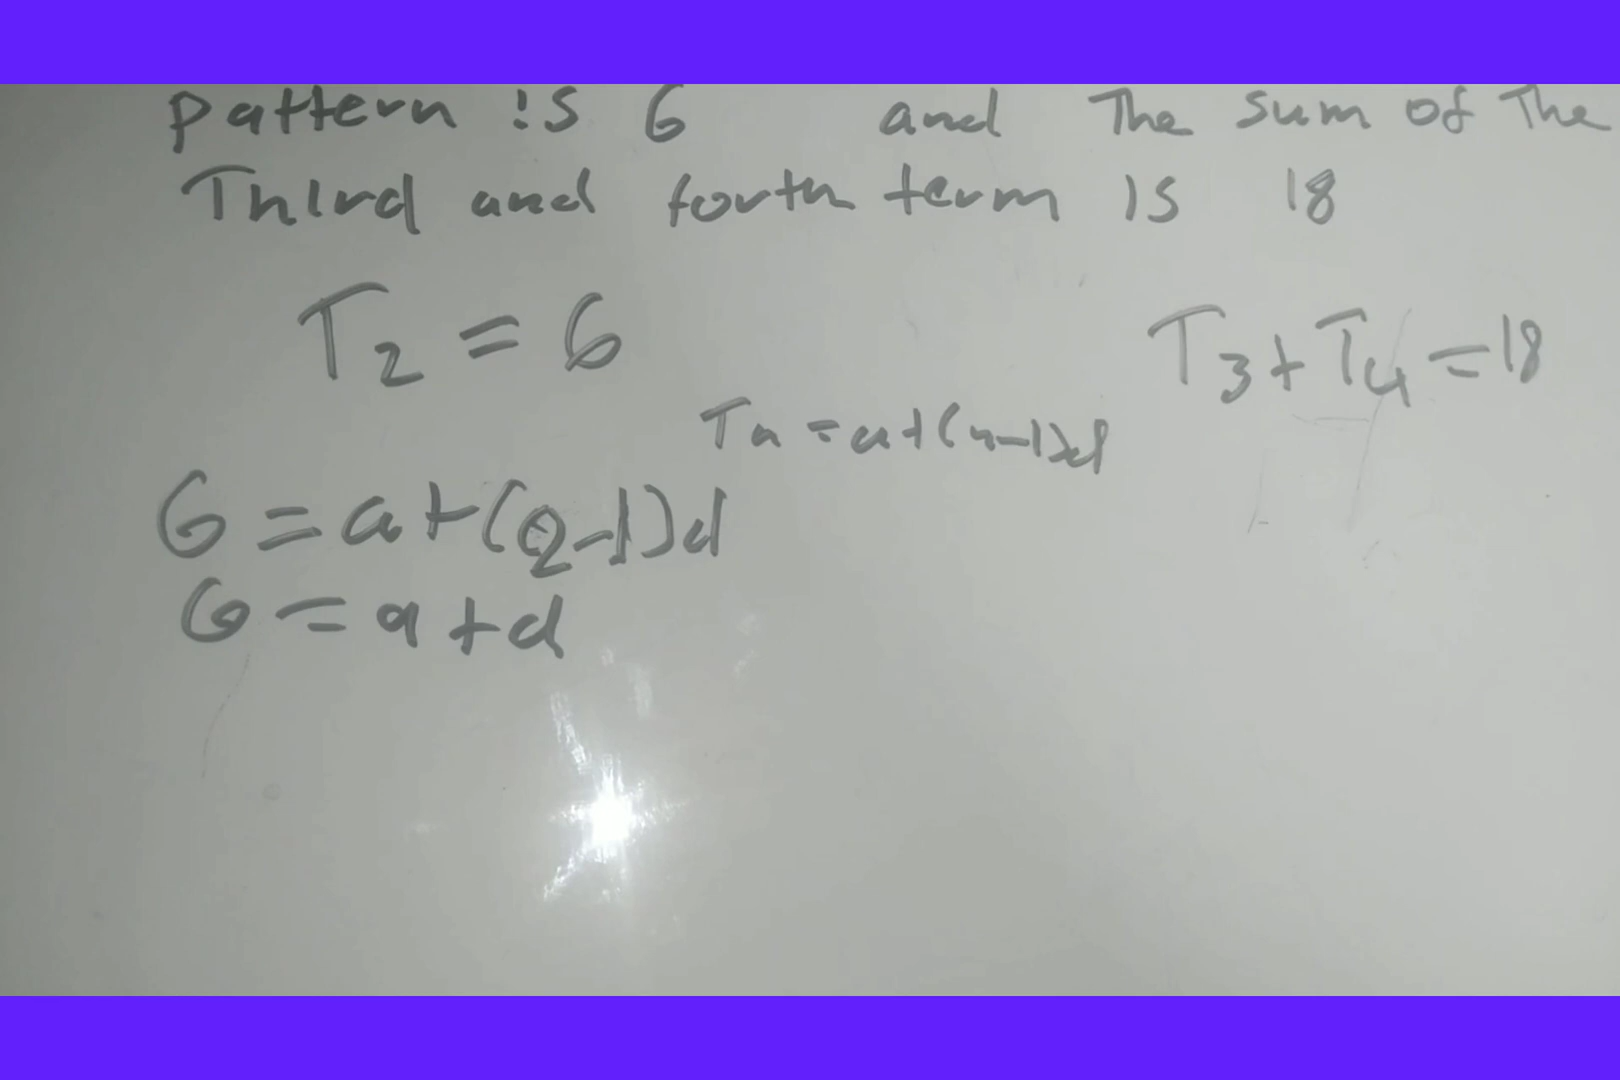 pattern is 6 and The sum of The
Third and forth term is 18
T2 = 6
T3 + T4 = 18
Tn = a + (n-1)d
6 = a + (2-1)d
6 = a + d